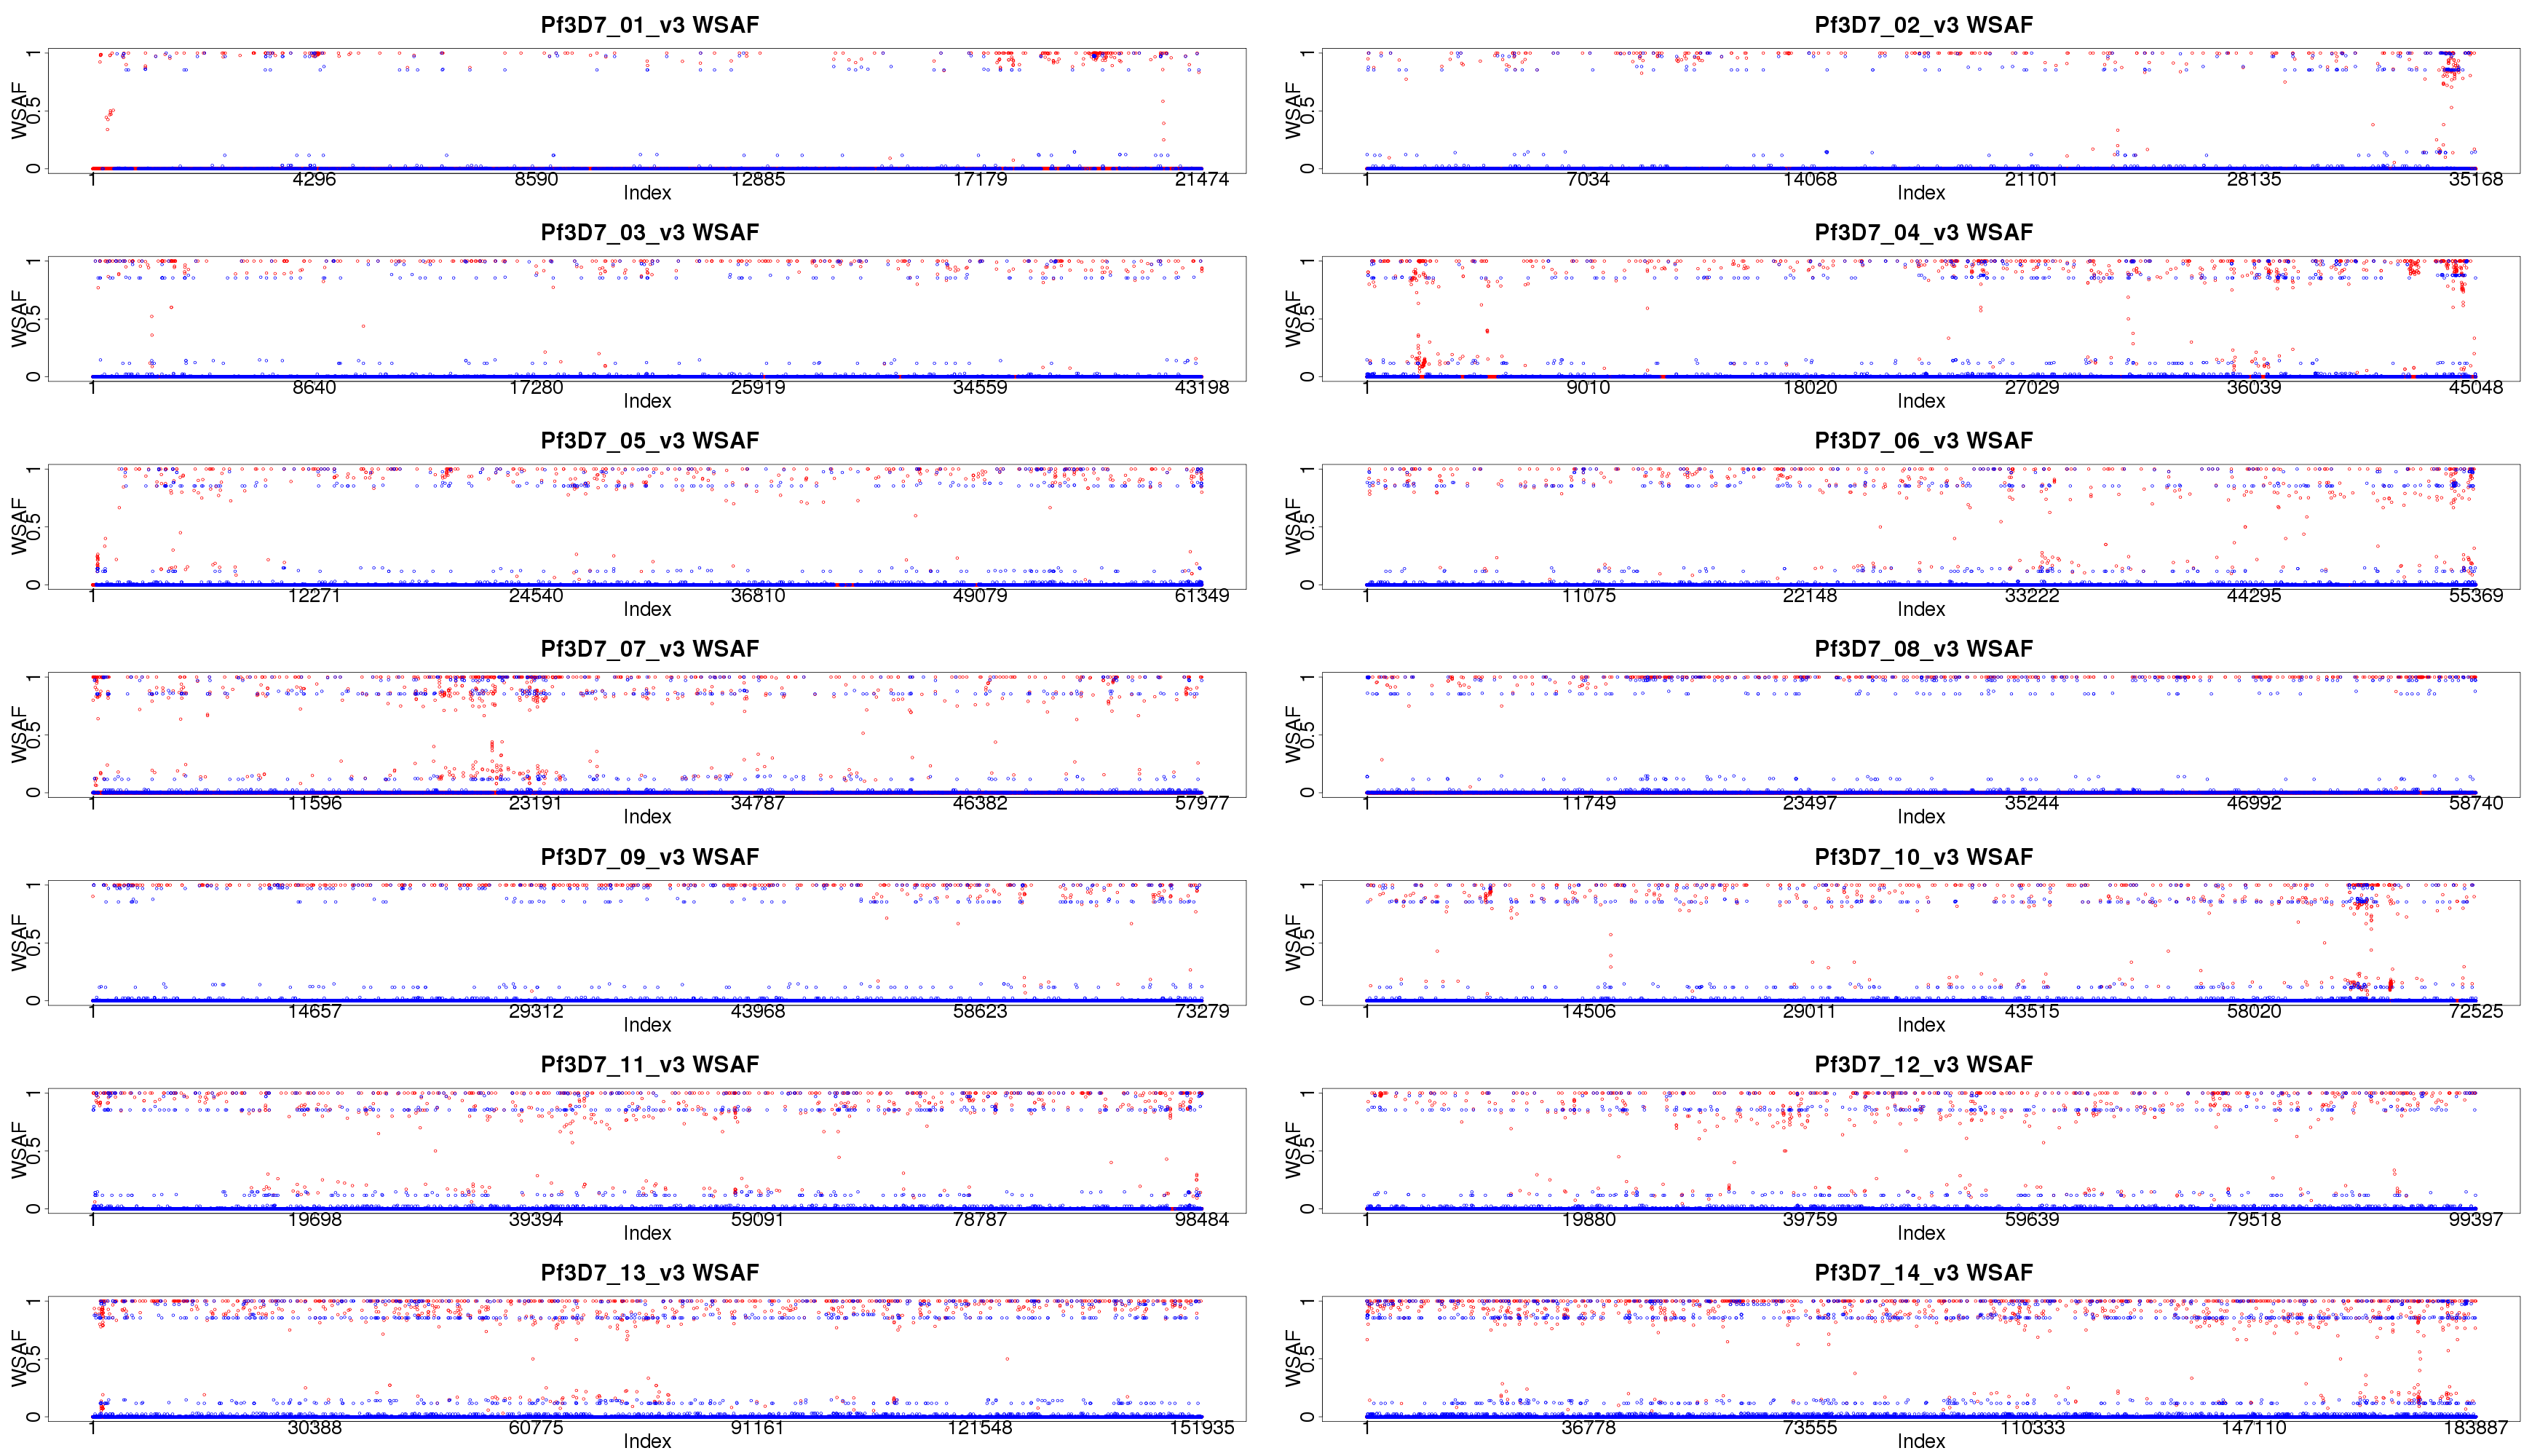 Pf3D7_01_v3 WSAF
WSAF
1
0.5
0
1 4296 8590 12885 17179 21474
Index
Pf3D7_02_v3 WSAF
WSAF
1
0.5
0
1 7034 14068 21101 28135 35168
Index
Pf3D7_03_v3 WSAF
WSAF
1
0.5
0
1 8640 17280 25919 34559 43198
Index
Pf3D7_04_v3 WSAF
WSAF
1
0.5
0
1 9010 18020 27029 36039 45048
Index
Pf3D7_05_v3 WSAF
WSAF
1
0.5
0
1 12271 24540 36810 49079 61349
Index
Pf3D7_06_v3 WSAF
WSAF
1
0.5
0
1 11075 22148 33222 44295 55369
Index
Pf3D7_07_v3 WSAF
WSAF
1
0.5
0
1 11596 23191 34787 46382 57977
Index
Pf3D7_08_v3 WSAF
WSAF
1
0.5
0
1 11749 23497 35244 46992 58740
Index
Pf3D7_09_v3 WSAF
WSAF
1
0.5
0
1 14657 29312 43968 58623 73279
Index
Pf3D7_10_v3 WSAF
WSAF
1
0.5
0
1 14506 29011 43515 58020 72525
Index
Pf3D7_11_v3 WSAF
WSAF
1
0.5
0
1 19698 39394 59091 78787 98484
Index
Pf3D7_12_v3 WSAF
WSAF
1
0.5
0
1 19880 39759 59639 79518 99397
Index
Pf3D7_13_v3 WSAF
WSAF
1
0.5
0
1 30388 60775 91161 121548 151935
Index
Pf3D7_14_v3 WSAF
WSAF
1
0.5
0
1 36778 73555 110333 147110 183887
Index